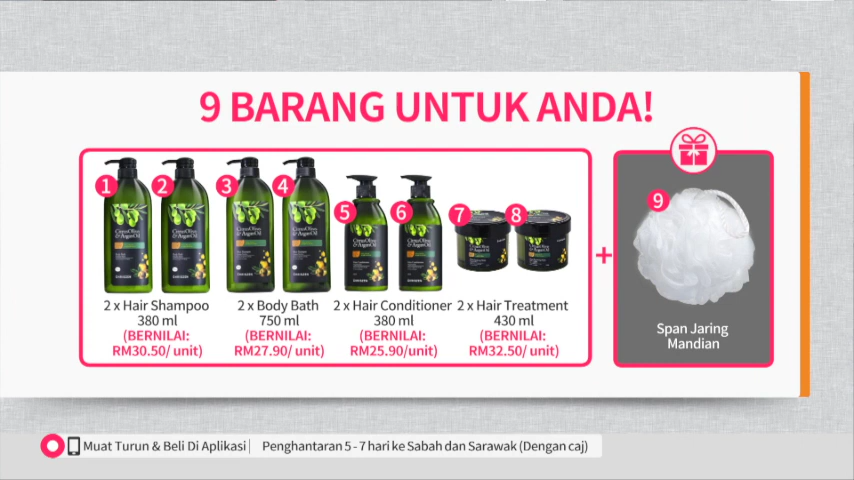 9 BARANG UNTUK ANDA!
1
2
3
4
5
6
7
8
9
2 x Hair Shampoo
380 ml
(BERNILAI:
RM30.50/ unit)
2 x Body Bath
750 ml
(BERNILAI:
RM27.90/ unit)
2 x Hair Conditioner
380 ml
(BERNILAI:
RM25.90/ unit)
2 x Hair Treatment
430 ml
(BERNILAI:
RM32.50/ unit)
+
Span Jaring
Mandian
Muat Turun & Beli Di Aplikasi
Penghantaran 5 - 7 hari ke Sabah dan Sarawak (Dengan caj)